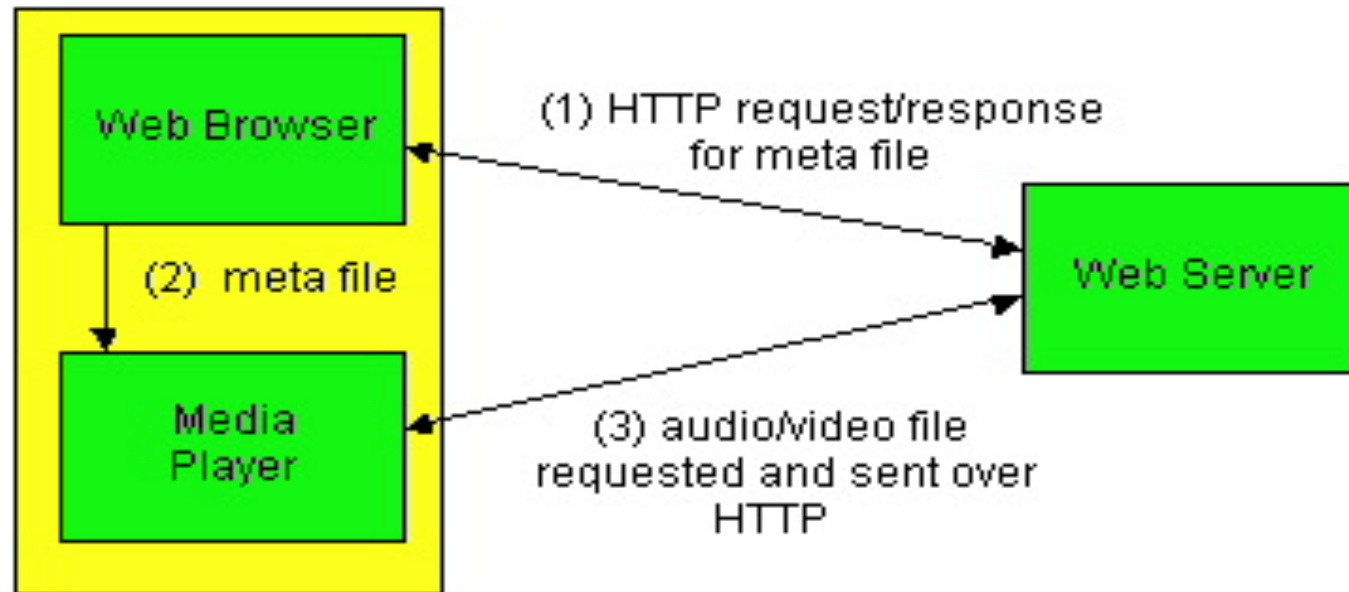 Web Browser
(1) HTTP request/response
for meta file
(2) meta file
Web Server
Media
Player
(3) audio/video file
requested and sent over
HTTP